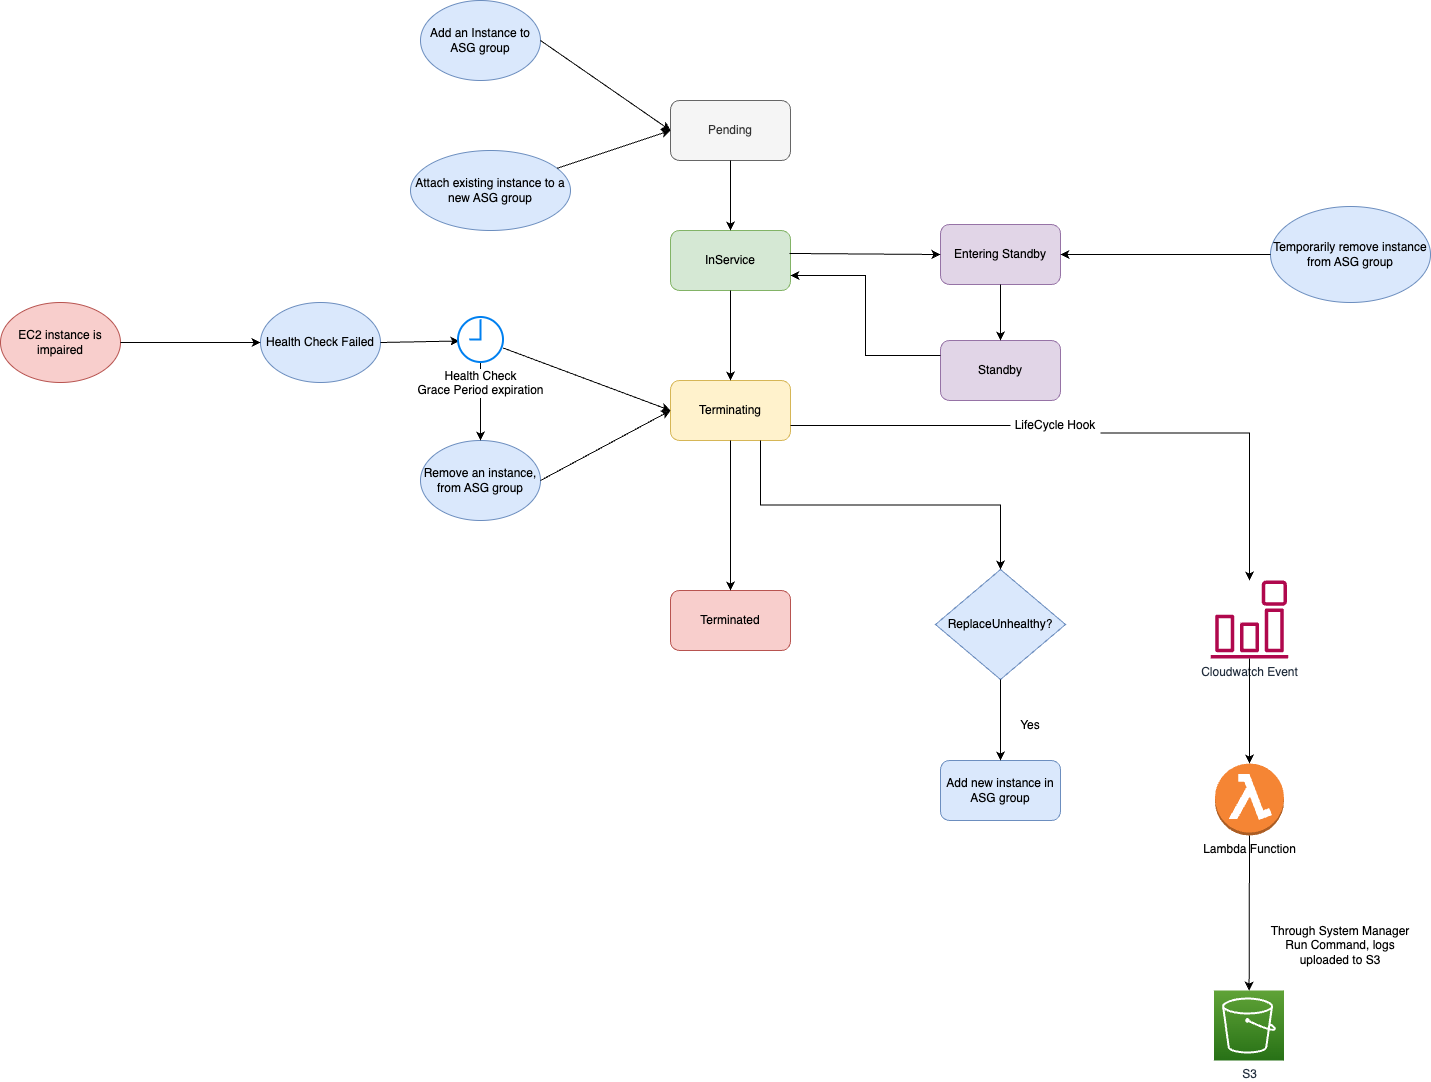 Add an Instance to
ASG group
Pending
Attach existing instance to a
new ASG group
InService
Entering Standby
Temporarily remove instance
from ASG group
EC2 instance is
impaired
Health Check Failed
Health Check
Grace Period expiration
Standby
Terminating
LifeCycle Hook
Remove an instance,
from ASG group
Terminated
ReplaceUnhealthy?
Cloudwatch Event
Yes
Add new instance in
ASG group
Lambda Function
Through System Manager
Run Command, logs
uploaded to S3
S3